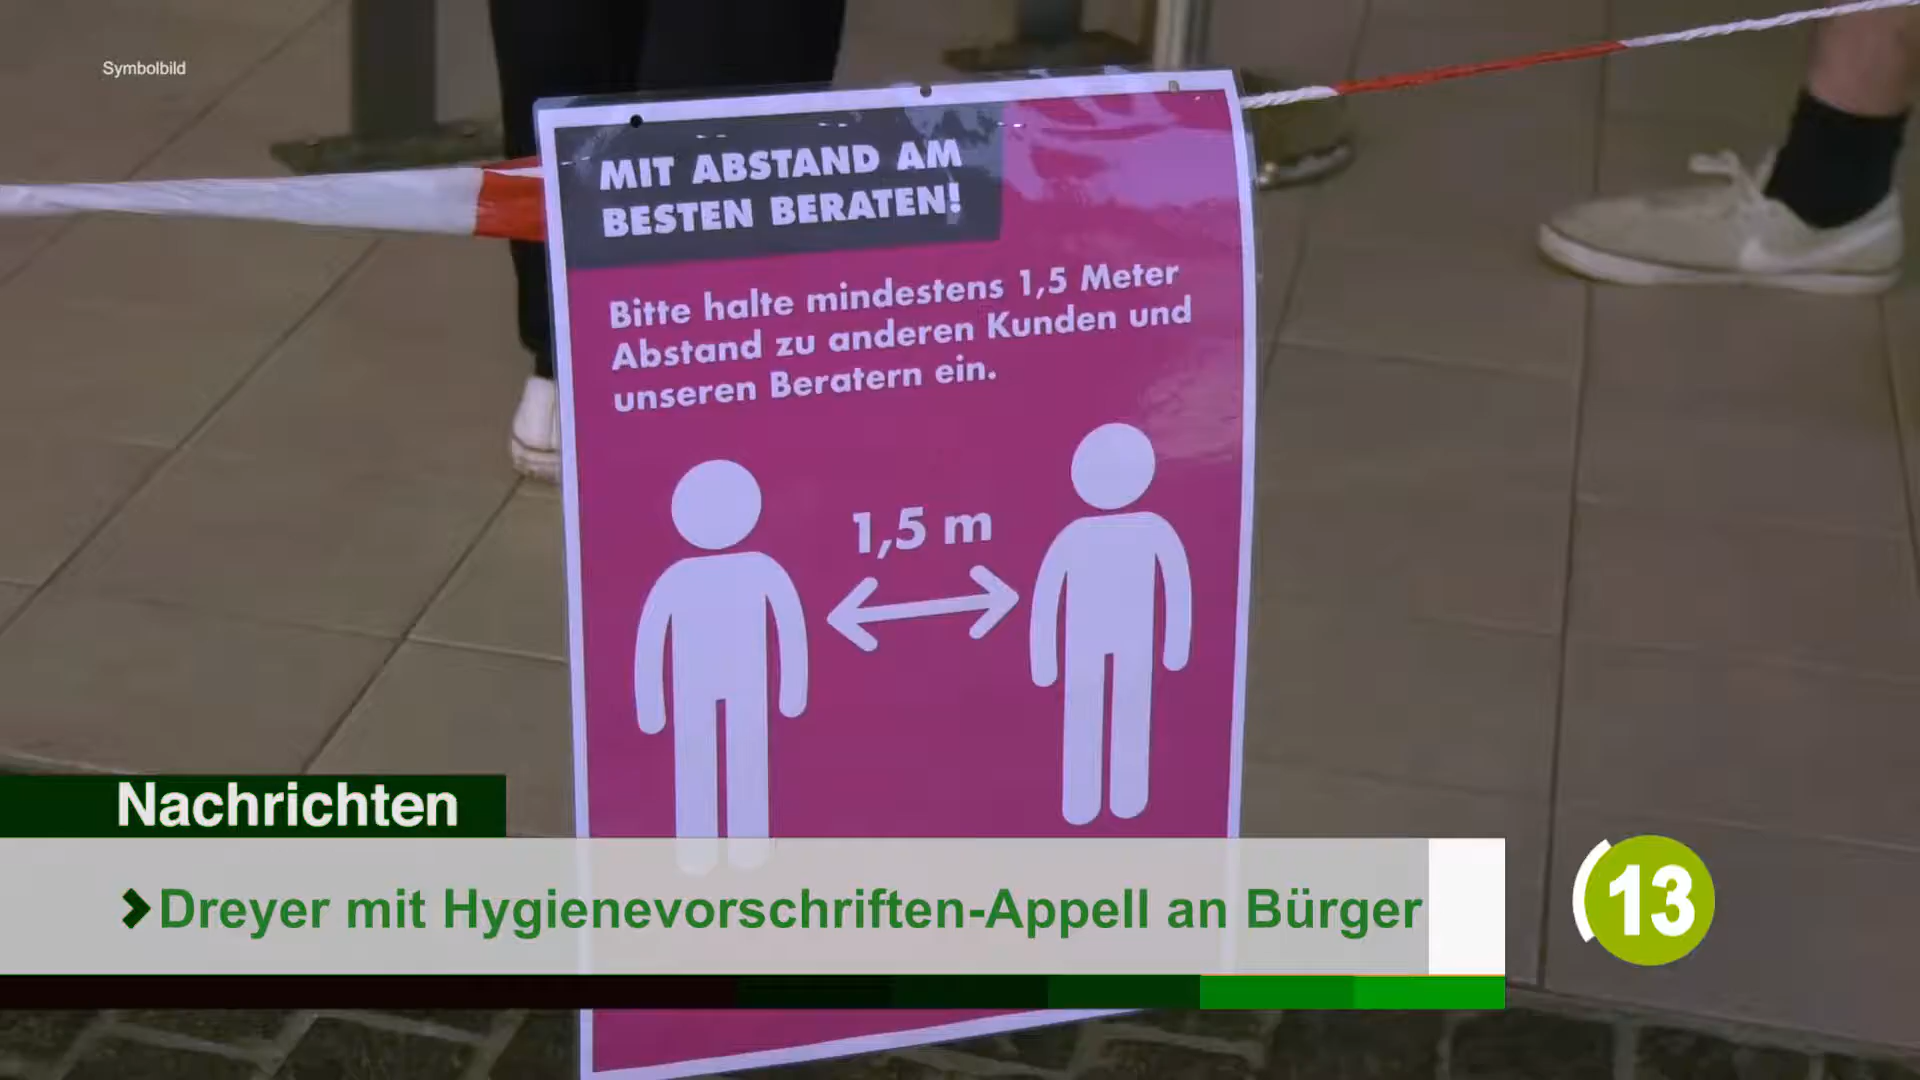 Symbolbild
MIT ABSTAND AM
BESTEN BERATEN!
Bitte halte mindestens 1,5 Meter
Abstand zu anderen Kunden und
unseren Beratern ein.
1,5 m
Nachrichten
Dreyer mit Hygienevorschriften-Appell an Bürger
13